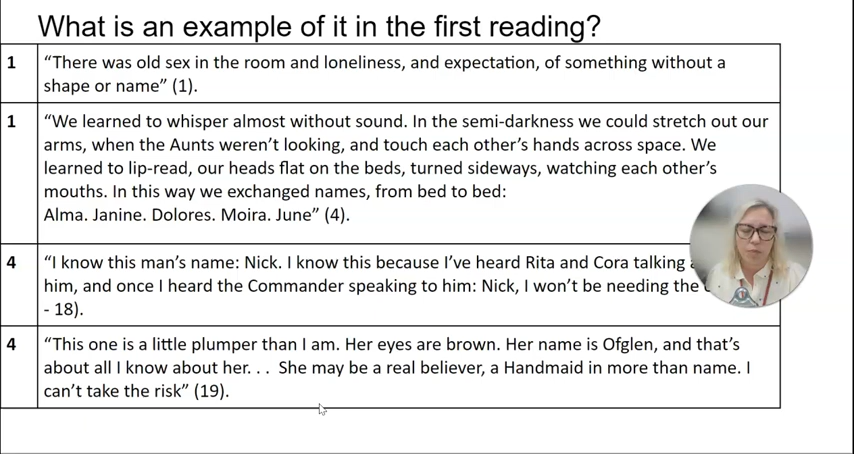 What is an example of it in the first reading?
1 “There was old sex in the room and loneliness, and expectation, of something without a
shape or name” (1).
1 “We learned to whisper almost without sound. In the semi-darkness we could stretch out our
arms, when the Aunts weren’t looking, and touch each other’s hands across space. We
learned to lip-read, our heads flat on the beds, turned sideways, watching each other’s
mouths. In this way we exchanged names, from bed to bed:
Alma. Janine. Dolores. Moira. June” (4).
4 “I know this man’s name: Nick. I know this because I’ve heard Rita and Cora talking
him, and once I heard the Commander speaking to him: Nick, I won’t be needing the
- 18).
4 “This one is a little plumper than I am. Her eyes are brown. Her name is Ofglen, and that’s
about all I know about her. . .  She may be a real believer, a Handmaid in more than name. I
can’t take the risk” (19).